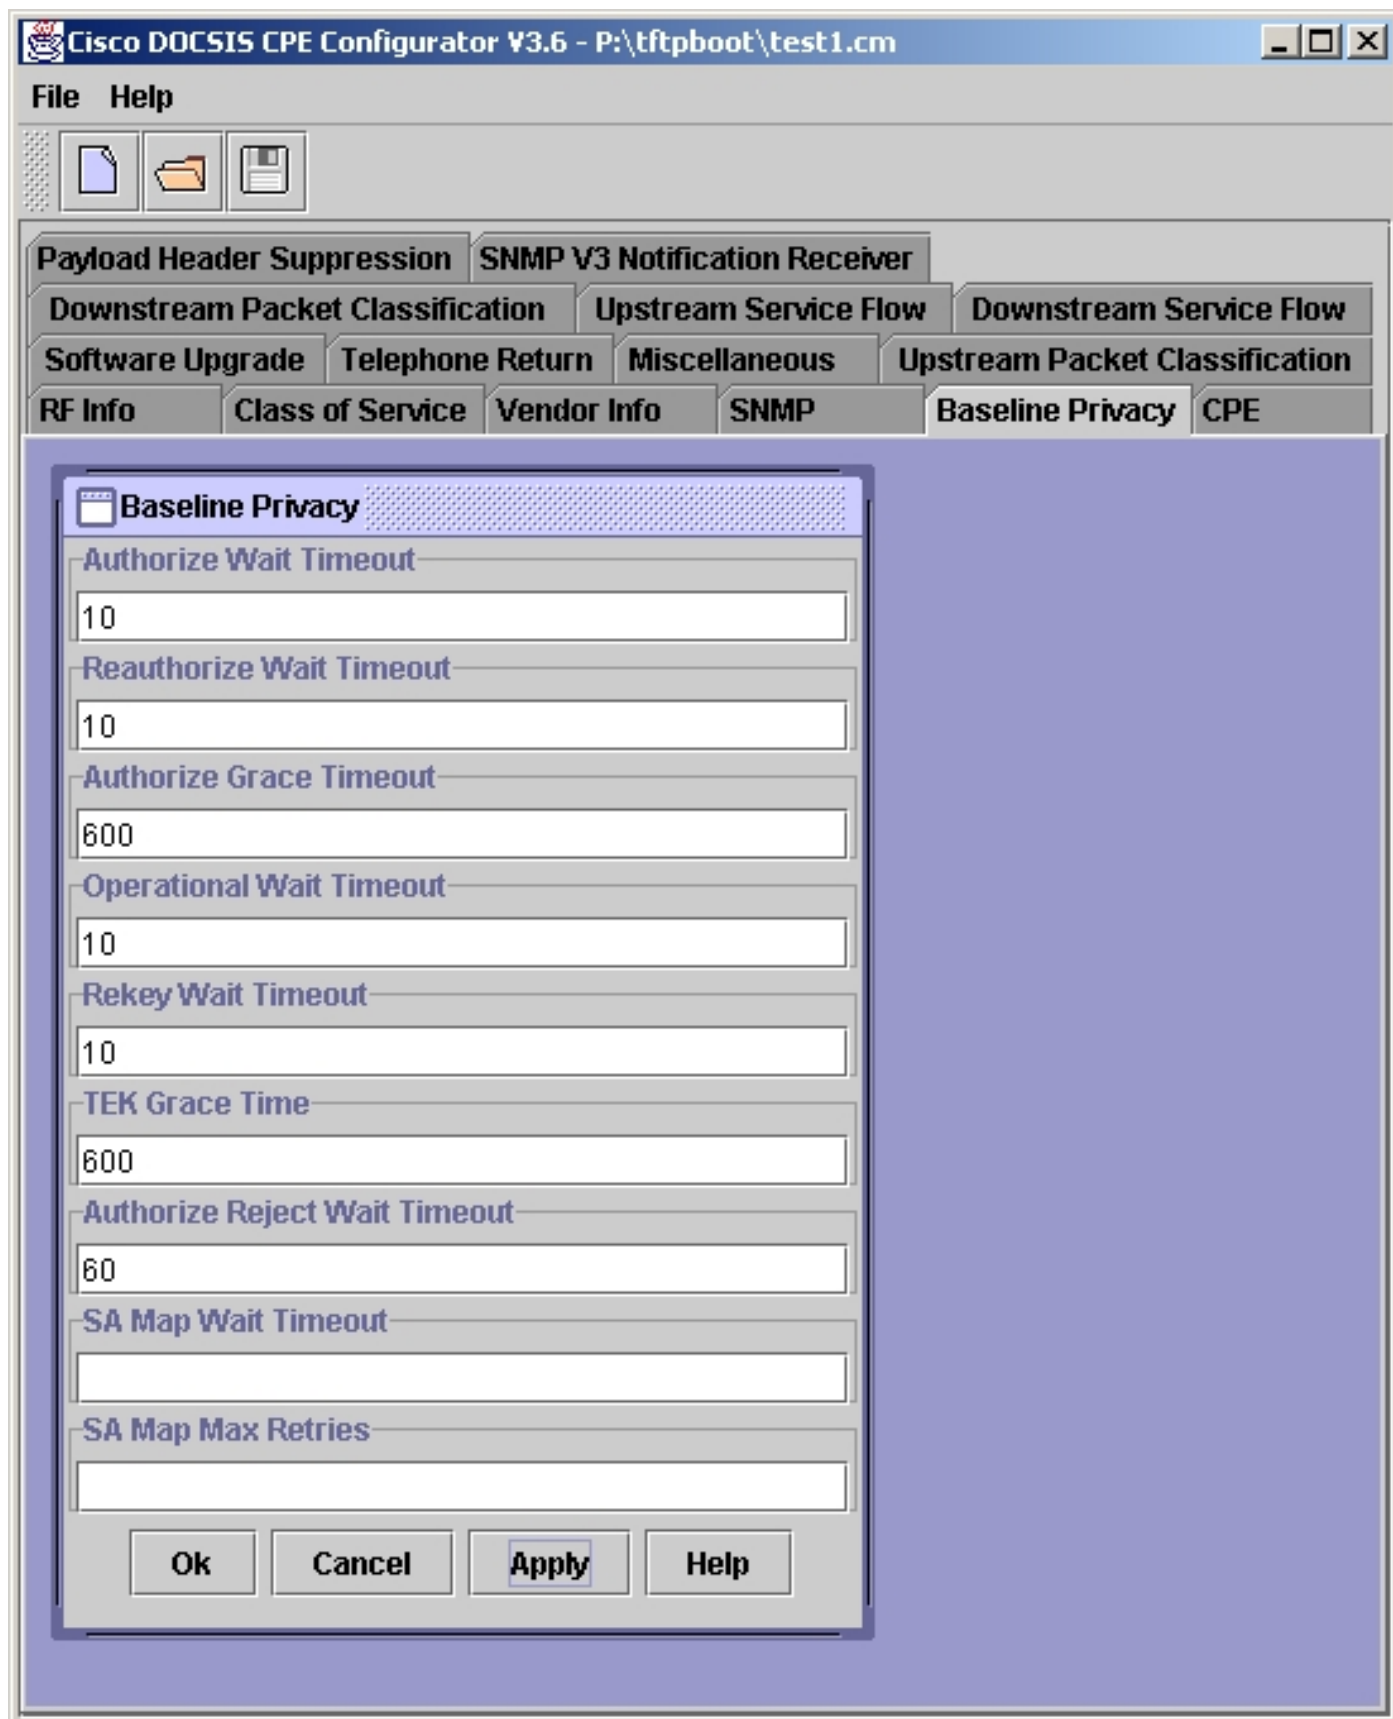 Cisco DOCSIS CPE Configurator V3.6 - P:\tftpboot\test1.cm
File Help
Payload Header Suppression SNMP V3 Notification Receiver
Downstream Packet Classification Upstream Service Flow Downstream Service Flow
Software Upgrade Telephone Return Miscellaneous Upstream Packet Classification
RF Info Class of Service Vendor Info SNMP Baseline Privacy CPE
Baseline Privacy
Authorize Wait Timeout
10
Reauthorize Wait Timeout
10
Authorize Grace Timeout
600
Operational Wait Timeout
10
Rekey Wait Timeout
10
TEK Grace Time
600
Authorize Reject Wait Timeout
60
SA Map Wait Timeout
SA Map Max Retries
Ok Cancel Apply Help